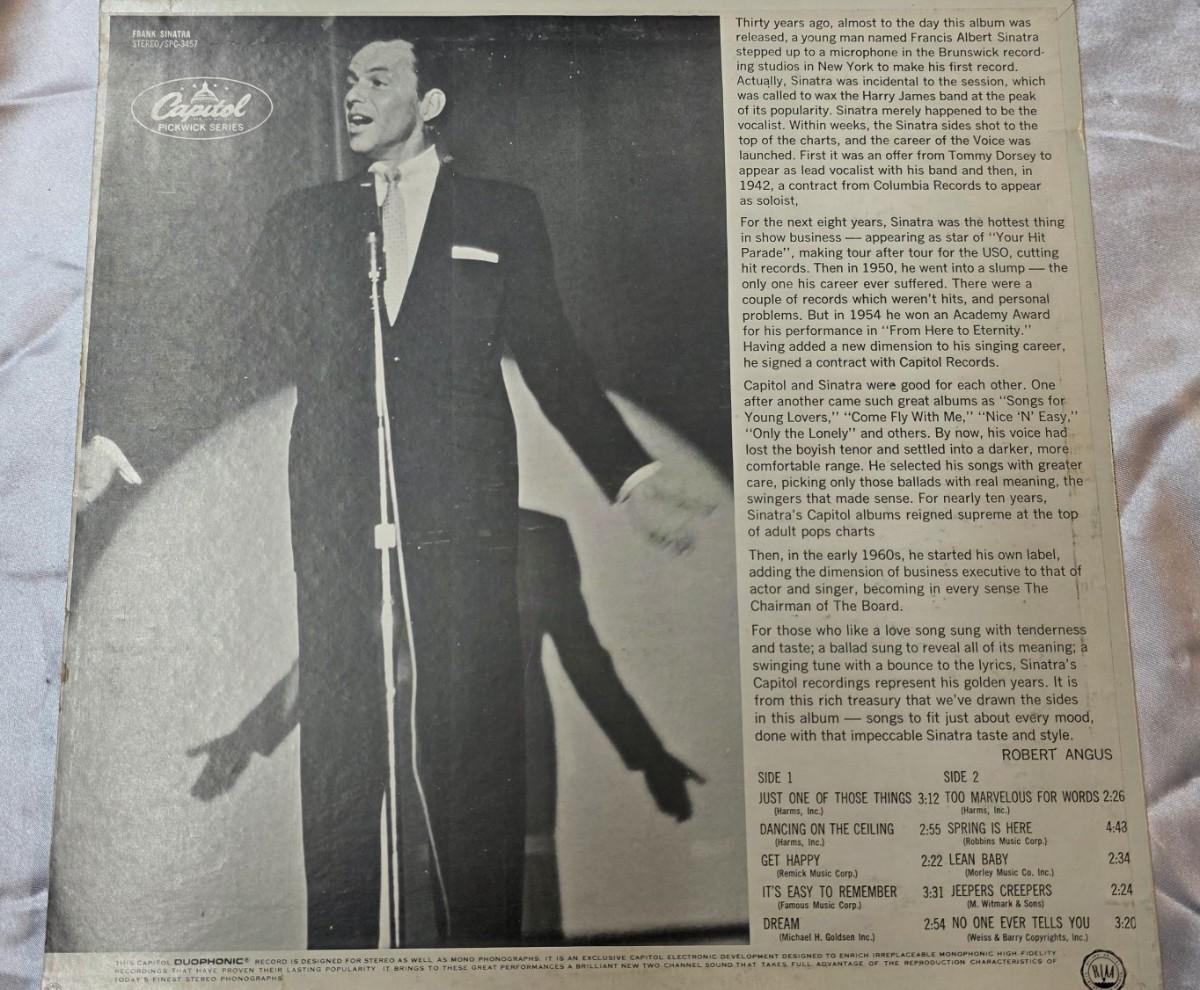 FRANK SINATRA
STEREO/SPC-3457
Capitol
PICKWICK SERIES
Thirty years ago, almost to the day this album was
released, a young man named Francis Albert Sinatra
stepped up to a microphone in the Brunswick record-
ing studios in New York to make his first record.
Actually, Sinatra was incidental to the session, which
was called to wax the Harry James band at the peak
of its popularity. Sinatra merely happened to be the
vocalist. Within weeks, the Sinatra sides shot to the
top of the charts, and the career of the Voice was
launched. First it was an offer from Tommy Dorsey to
appear as lead vocalist with his band and then, in
1942, a contract from Columbia Records to appear
as soloist,
For the next eight years, Sinatra was the hottest thing
in show business — appearing as star of "Your Hit
Parade", making tour after tour for the USO, cutting
hit records. Then in 1950, he went into a slump — the
only one his career ever suffered. There were a
couple of records which weren't hits, and personal
problems. But in 1954 he won an Academy Award
for his performance in "From Here to Eternity."
Having added a new dimension to his singing career,
he signed a contract with Capitol Records.
Capitol and Sinatra were good for each other. One
after another came such great albums as "Songs for
Young Lovers," "Come Fly With Me," "Nice 'N' Easy,"
"Only the Lonely" and others. By now, his voice had
lost the boyish tenor and settled into a darker, more
comfortable range. He selected his songs with greater
care, picking only those ballads with real meaning, the
swingers that made sense. For nearly ten years,
Sinatra's Capitol albums reigned supreme at the top
of adult pops charts
Then, in the early 1960s, he started his own label,
adding the dimension of business executive to that of
actor and singer, becoming in every sense The
Chairman of The Board.
For those who like a love song sung with tenderness
and taste; a ballad sung to reveal all of its meaning; a
swinging tune with a bounce to the lyrics, Sinatra's
Capitol recordings represent his golden years. It is
from this rich treasury that we've drawn the sides
in this album — songs to fit just about every mood,
done with that impeccable Sinatra taste and style.
ROBERT ANGUS
SIDE 1
JUST ONE OF THOSE THINGS 3:12
(Harms, Inc.)
DANCING ON THE CEILING 2:55
(Harms, Inc.)
GET HAPPY 2:22
(Remick Music Corp.)
IT'S EASY TO REMEMBER 3:31
(Famous Music Corp.)
DREAM 2:54
(Michael H. Goldsen Inc.)
SIDE 2
TOO MARVELOUS FOR WORDS 2:26
(Harms, Inc.)
SPRING IS HERE 4:43
(Robbins Music Corp.)
LEAN BABY 2:34
(Morley Music Co. Inc.)
JEEPERS CREEPERS 2:24
(M. Witmark & Sons)
NO ONE EVER TELLS YOU 3:20
(Weiss & Barry Copyrights, Inc.)
THIS CAPITOL DUOPHONIC® RECORD IS DESIGNED FOR STEREO AS WELL AS MONO PHONOGRAPHS. IT IS AN EXCLUSIVE CAPITOL ELECTRONIC DEVELOPMENT DESIGNED TO ENRICH IRREPLACEABLE MONOPHONIC HIGH-FIDELITY
RECORDINGS THAT HAVE PROVEN THEIR LASTING POPULARITY. IT BRINGS TO THESE GREAT PERFORMANCES A BRILLIANT NEW TWO CHANNEL SOUND THAT TAKES FULL ADVANTAGE OF THE REPRODUCTION CHARACTERISTICS OF
TODAY'S FINEST STEREO PHONOGRAPHS
RIAA